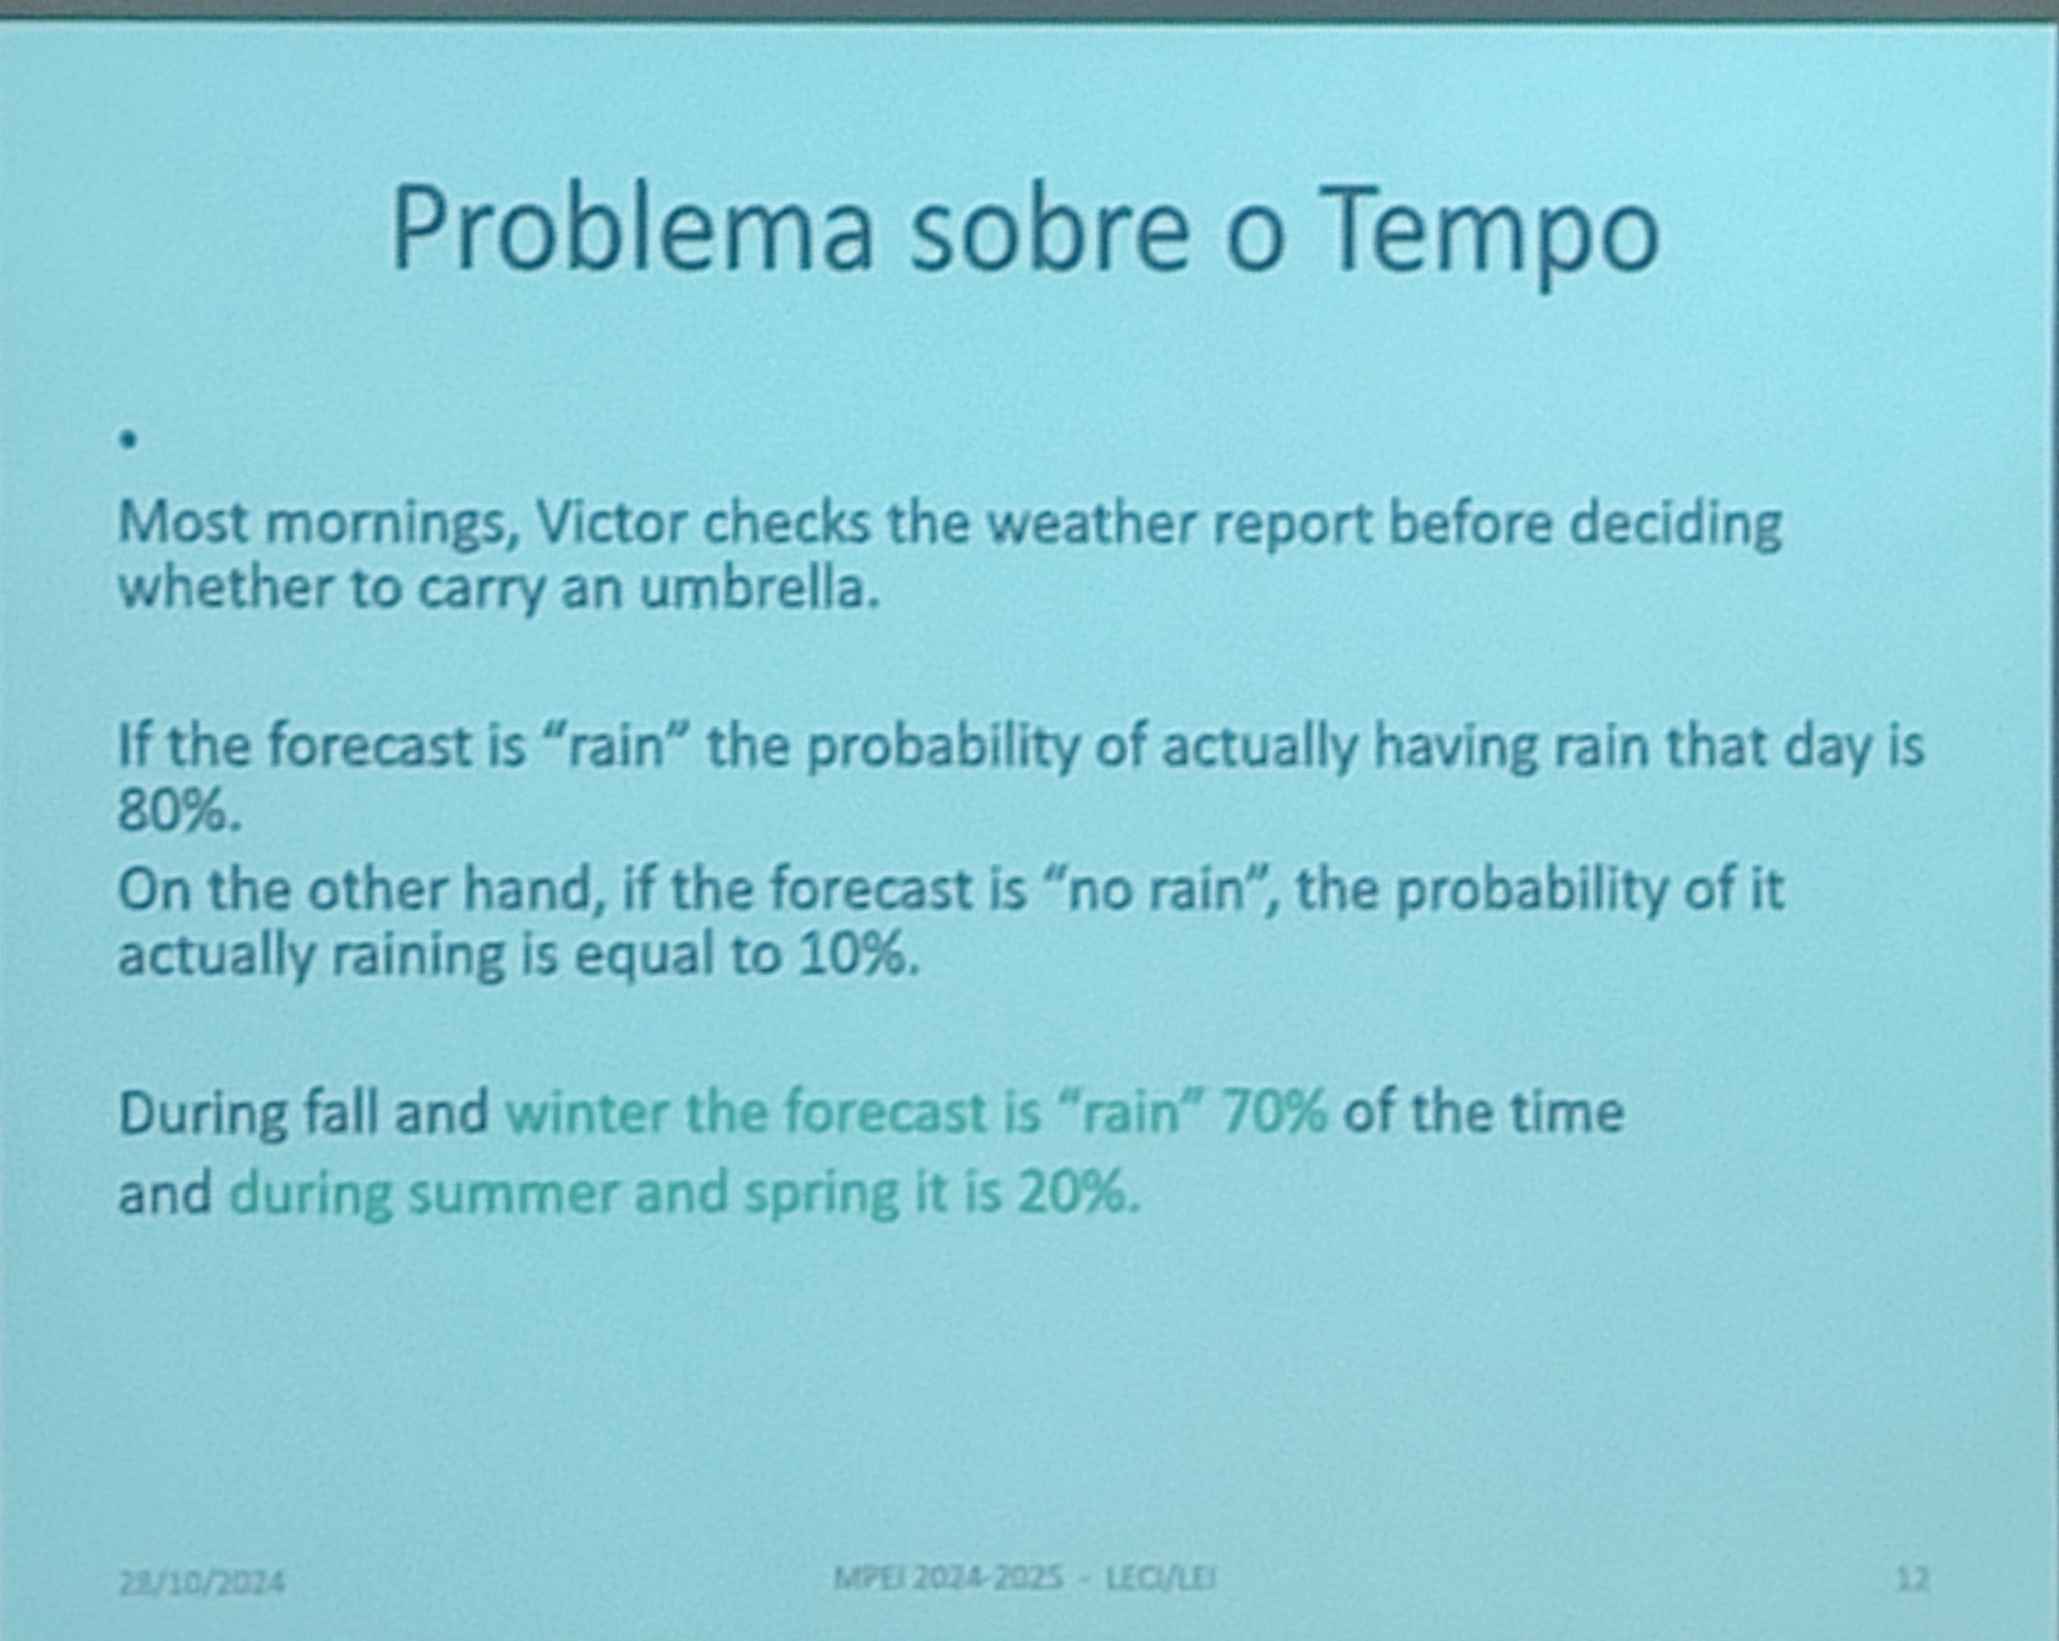 Problema sobre o Tempo
•
Most mornings, Victor checks the weather report before deciding
whether to carry an umbrella.
If the forecast is “rain” the probability of actually having rain that day is
80%.
On the other hand, if the forecast is “no rain”, the probability of it
actually raining is equal to 10%.
During fall and winter the forecast is “rain” 70% of the time
and during summer and spring it is 20%.
28/10/2024
MPEI 2024-2025 - LECI/LEI
12